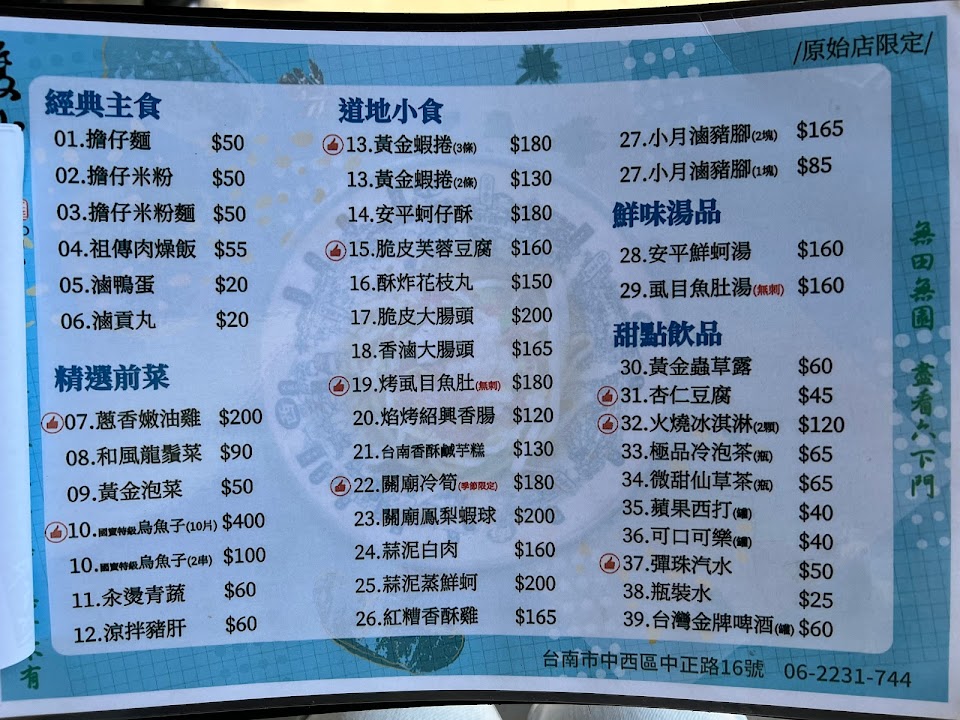 /原始店限定/
經典主食
01.擔仔麵 $50
02.擔仔米粉 $50
03.擔仔米粉麵 $50
04.祖傳肉燥飯 $55
05.滷鴨蛋 $20
06.滷貢丸 $20
精選前菜
07.蔥香嫩油雞 $200
08.和風龍鬚菜 $90
09.黃金泡菜 $50
10.國寶特級烏魚子(10片) $400
10.國寶特級烏魚子(2串) $100
11.汆燙青蔬 $60
12.涼拌豬肝 $60
道地小食
13.黃金蝦捲(3條) $180
13.黃金蝦捲(2條) $130
14.安平蚵仔酥 $180
15.脆皮芙蓉豆腐 $160
16.酥炸花枝丸 $150
17.脆皮大腸頭 $200
18.香滷大腸頭 $165
19.烤虱目魚肚(無刺) $180
20.焰烤紹興香腸 $120
21.台南香酥鹹芋糕 $130
22.關廟冷筍(季節限定) $180
23.關廟鳳梨蝦球 $200
24.蒜泥白肉 $160
25.蒜泥蒸鮮蚵 $200
26.紅糟香酥雞 $165
27.小月滷豬腳(2塊) $165
27.小月滷豬腳(1塊) $85
鮮味湯品
28.安平鮮蚵湯 $160
29.虱目魚肚湯(無刺) $160
甜點飲品
30.黃金蟲草露 $60
31.杏仁豆腐 $45
32.火燒冰淇淋(2顆) $120
33.極品冷泡茶(瓶) $65
34.微甜仙草茶(瓶) $65
35.蘋果西打(罐) $40
36.可口可樂(罐) $40
37.彈珠汽水 $50
38.瓶裝水 $25
39.台灣金牌啤酒(罐) $60
無田無園 盡看六下門
台南市中西區中正路16號 06-2231-744